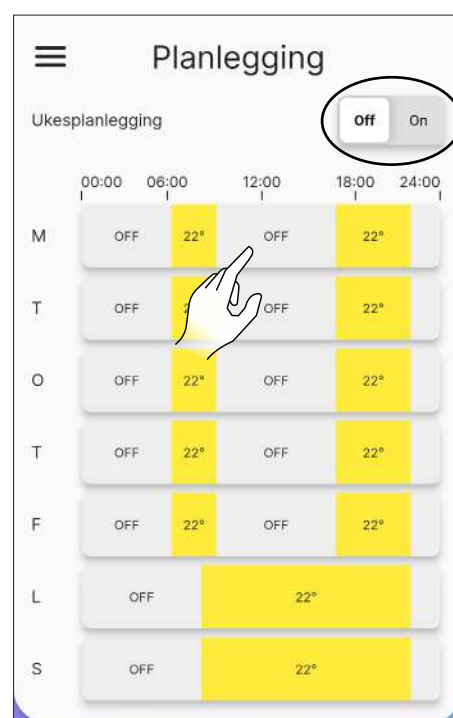 Planlegging
Ukesplanlegging Off On
00:00 06:00 12:00 18:00 24:00
M OFF 22° OFF 22°
T OFF OFF 22°
O OFF 22° OFF 22°
T OFF 22° OFF 22°
F OFF 22° OFF 22°
L OFF 22°
S OFF 22°